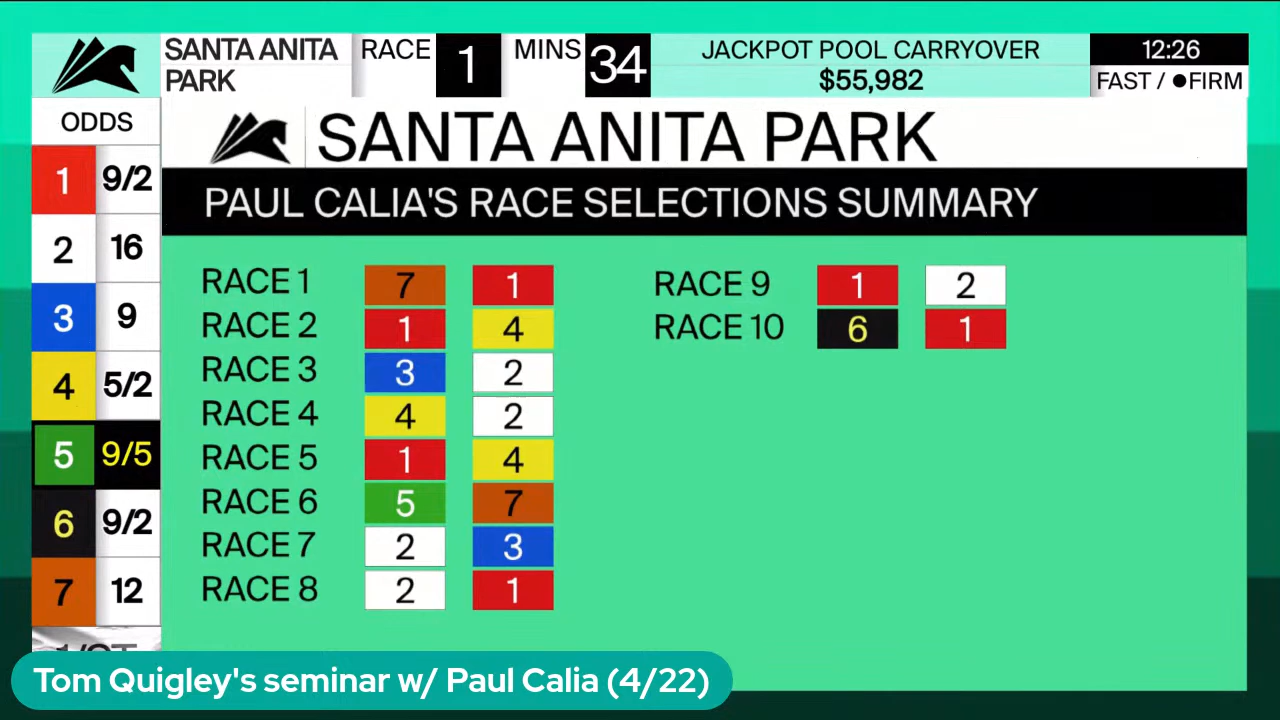 SANTA ANITA PARK
RACE 1
MINS 34
JACKPOT POOL CARRYOVER
$55,982
12:26
FAST / ●FIRM
ODDS
1 9/2
2 16
3 9
4 5/2
5 9/5
6 9/2
7 12
SANTA ANITA PARK
PAUL CALIA'S RACE SELECTIONS SUMMARY
RACE 1 7 1
RACE 2 1 4
RACE 3 3 2
RACE 4 4 2
RACE 5 1 4
RACE 6 5 7
RACE 7 2 3
RACE 8 2 1
RACE 9 1 2
RACE 10 6 1
Tom Quigley's seminar w/ Paul Calia (4/22)